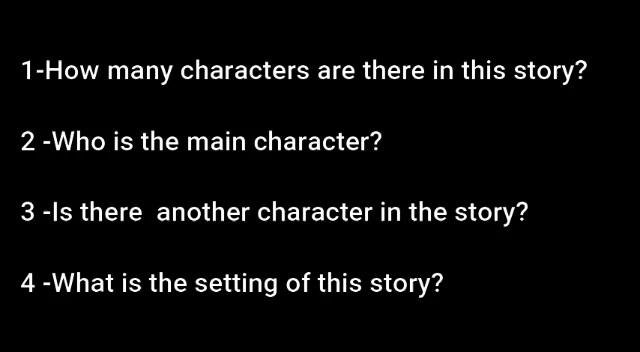 1-How many characters are there in this story?
2 -Who is the main character?
3 -Is there  another character in the story?
4 -What is the setting of this story?